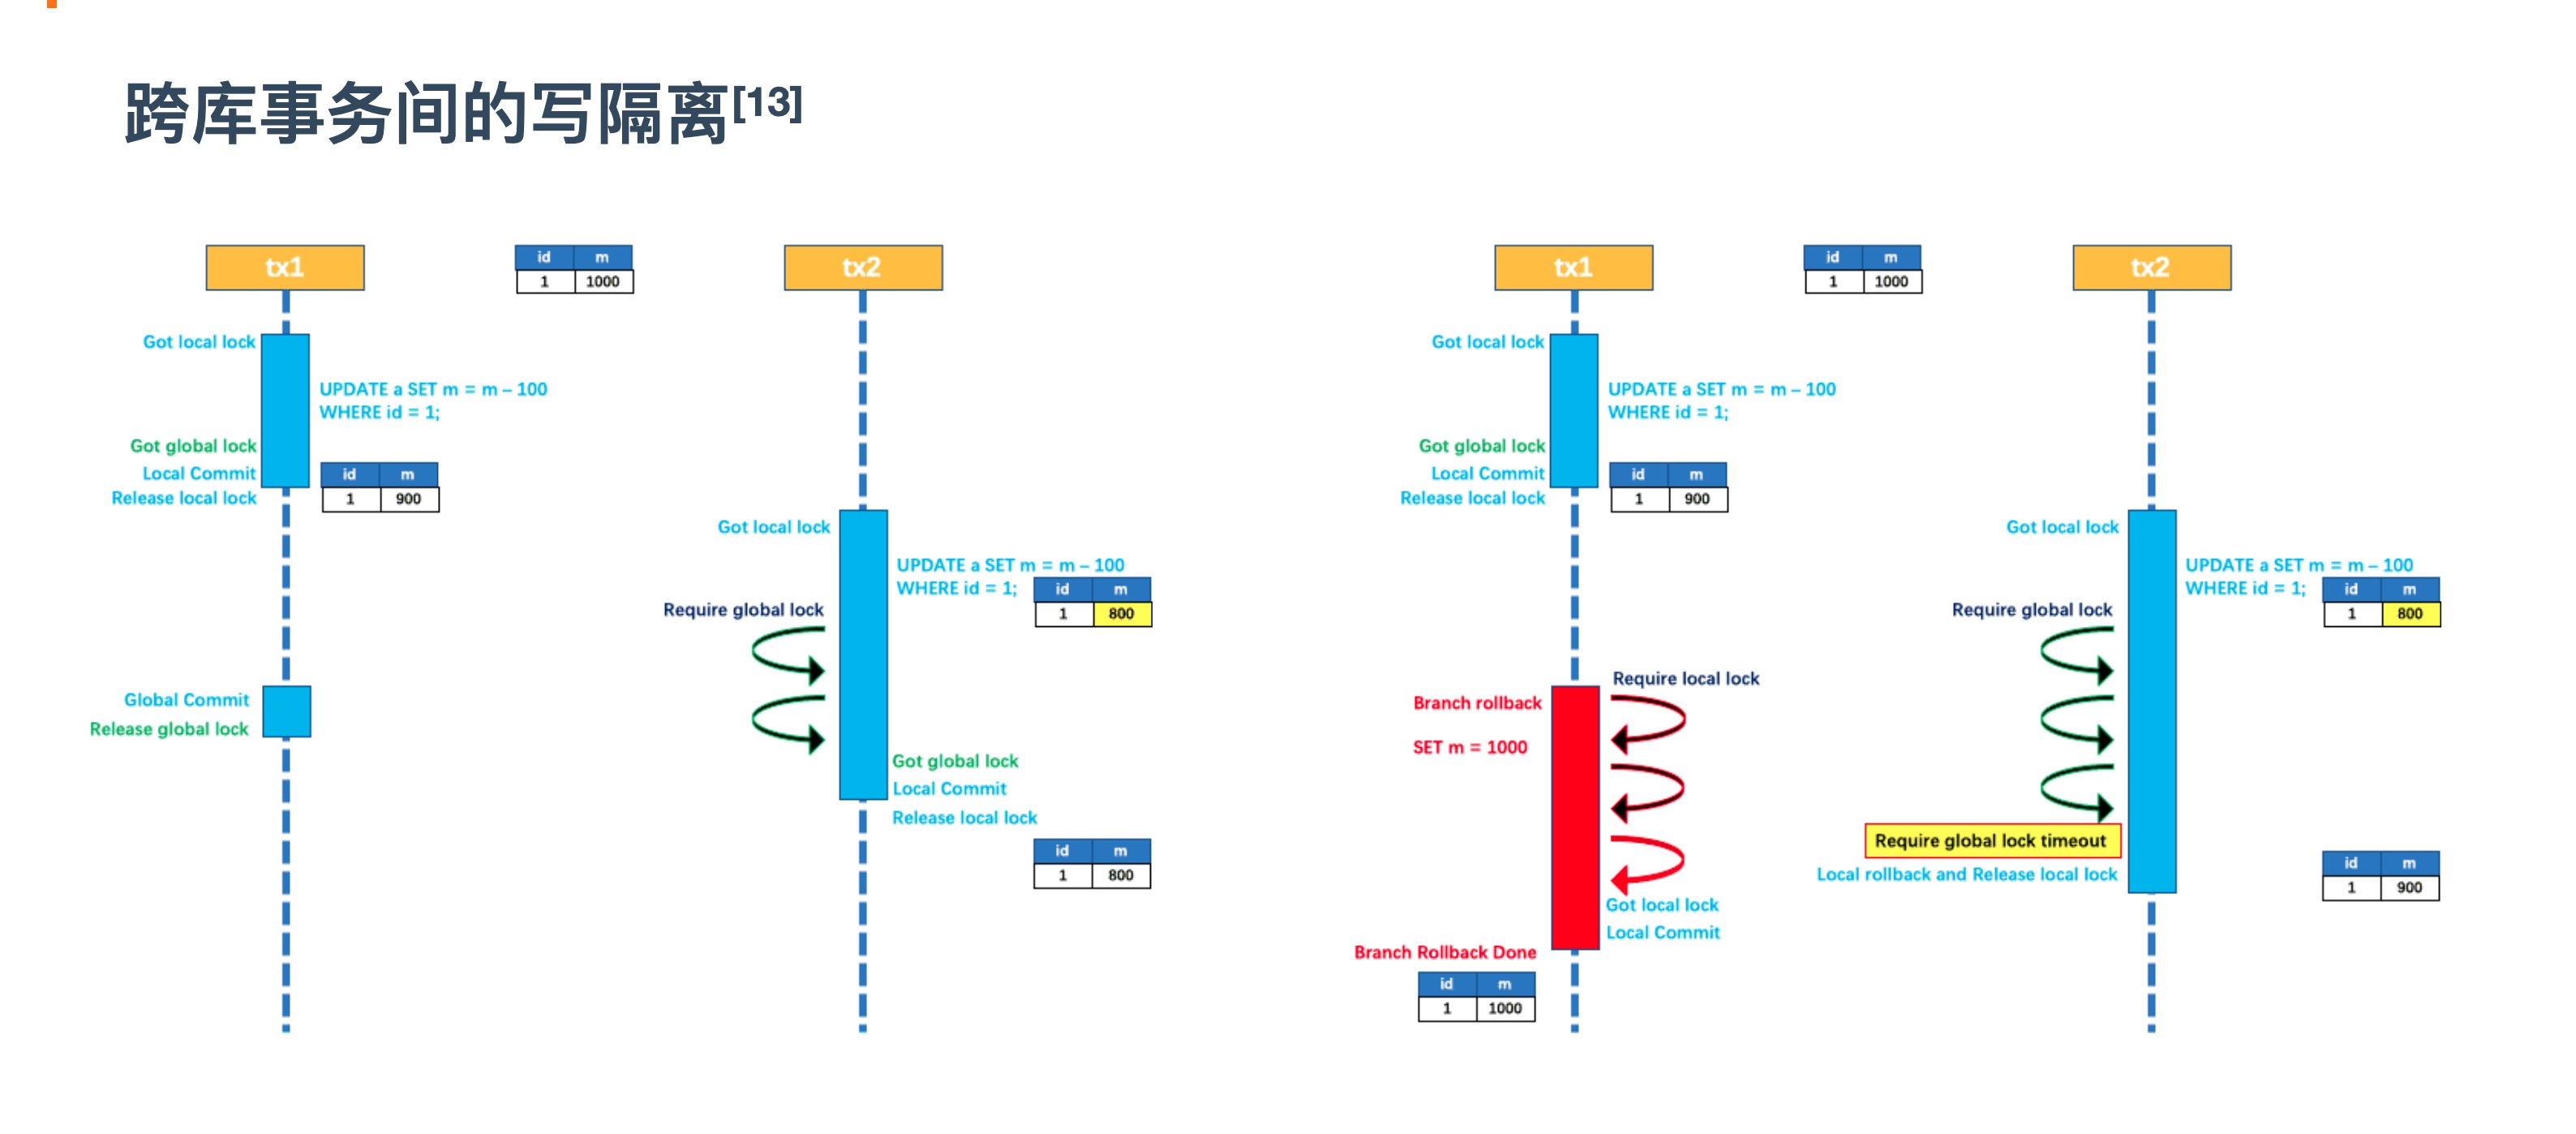 跨库事务间的写隔离[13]
tx1
id m
1 1000
tx2
Got local lock
UPDATE a SET m = m – 100
WHERE id = 1;
Got global lock
Local Commit
Release local lock
id m
1 900
Got local lock
UPDATE a SET m = m – 100
WHERE id = 1;
id m
1 800
Require global lock
Global Commit
Release global lock
Got global lock
Local Commit
Release local lock
id m
1 800
tx1
id m
1 1000
tx2
Got local lock
UPDATE a SET m = m – 100
WHERE id = 1;
Got global lock
Local Commit
Release local lock
id m
1 900
Got local lock
UPDATE a SET m = m – 100
WHERE id = 1;
id m
1 800
Require global lock
Require local lock
Branch rollback
SET m = 1000
Require global lock timeout
Local rollback and Release local lock
id m
1 900
Got local lock
Local Commit
Branch Rollback Done
id m
1 1000